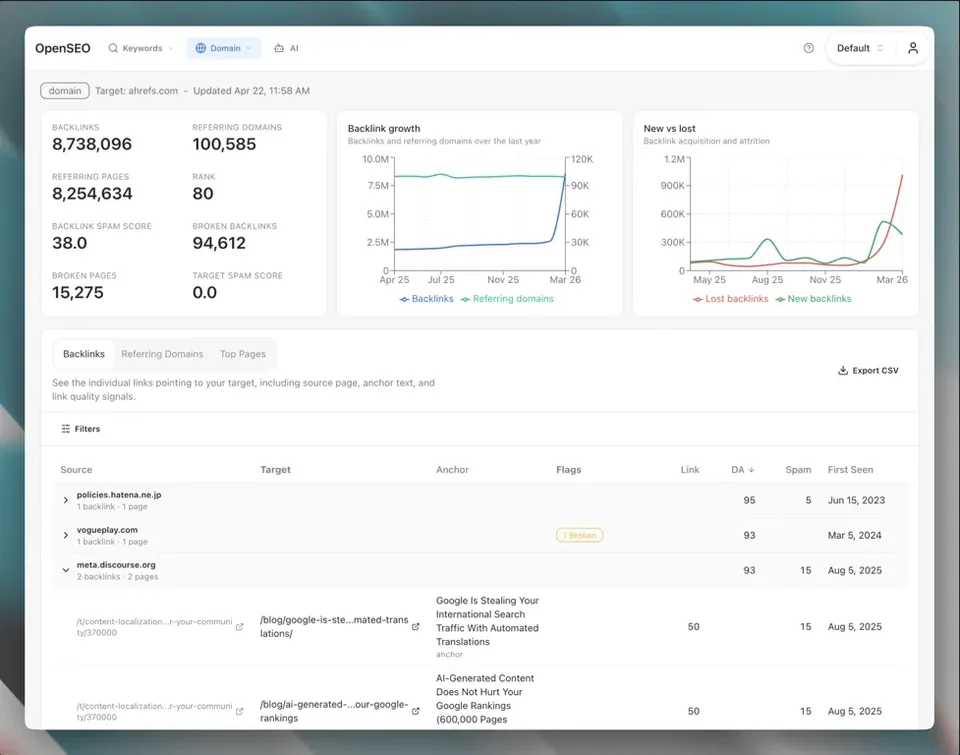 OpenSEO Keywords Domain AI Default
domain Target: ahrefs.com - Updated Apr 22, 11:58 AM
BACKLINKS REFERRING DOMAINS
8,738,096 100,585
REFERRING PAGES RANK
8,254,634 80
BACKLINK SPAM SCORE BROKEN BACKLINKS
38.0 94,612
BROKEN PAGES TARGET SPAM SCORE
15,275 0.0
Backlink growth
Backlinks and referring domains over the last year
10.0M 120K
7.5M 90K
5.0M 60K
2.5M 30K
0 0
Apr 25 Jul 25 Nov 25 Mar 26
Backlinks Referring domains
New vs lost
Backlink acquisition and attrition
1.2M
900K
600K
300K
0
May 25 Aug 25 Nov 25 Mar 26
Lost backlinks New backlinks
Backlinks Referring Domains Top Pages
See the individual links pointing to your target, including source page, anchor text, and
link quality signals.
Export CSV
Filters
Source Target Anchor Flags Link DA ↓ Spam First Seen
policies.hatena.ne.jp 95 5 Jun 15, 2023
1 backlink · 1 page
vogueplay.com 1 Broken 93 Mar 5, 2024
1 backlink · 1 page
meta.discourse.org 93 15 Aug 5, 2025
2 backlinks · 2 pages
/t/content-localization...r-your-communi
ty/370000
/blog/google-is-ste...mated-trans
lations/
Google Is Stealing Your
International Search
Traffic With Automated
Translations
anchor
50 15 Aug 5, 2025
/t/content-localization...r-your-communi
ty/370000
/blog/ai-generated-...our-google-
rankings
AI-Generated Content
Does Not Hurt Your
Google Rankings
(600,000 Pages
50 15 Aug 5, 2025